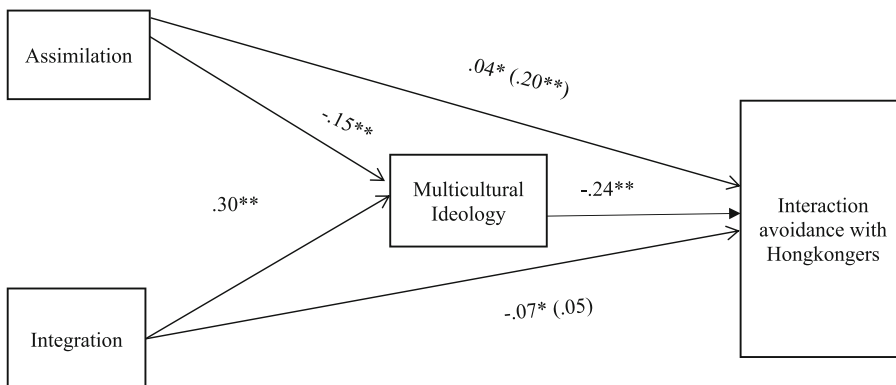 Assimilation
.04* (.20**)
-.15**
Multicultural
Ideology
-.24**
.30**
Interaction
avoidance with
Hongkongers
-.07* (.05)
Integration